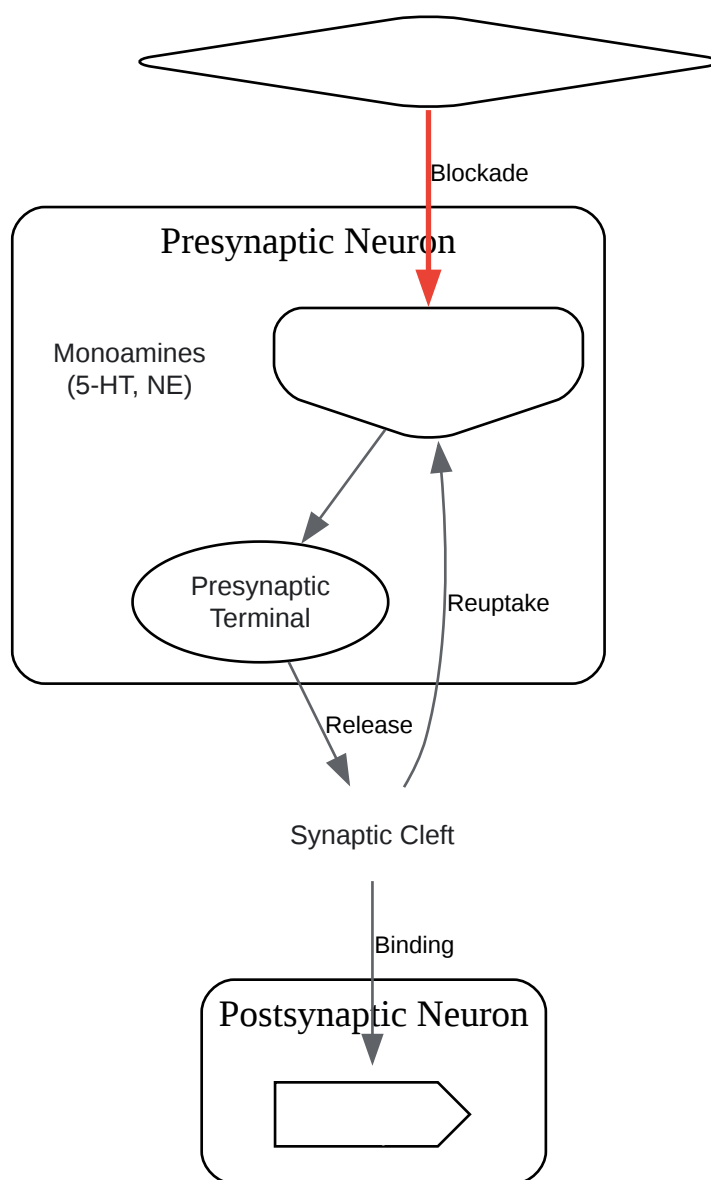 Blockade
Presynaptic Neuron
Monoamines
(5-HT, NE)
Presynaptic
Terminal
Reuptake
Release
Synaptic Cleft
Binding
Postsynaptic Neuron